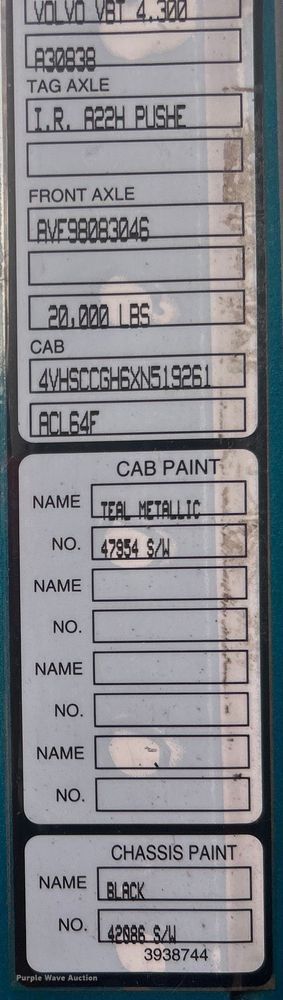 VOLVO VBT 4.300
A30838
TAG AXLE
I.R. A22H PUSHE
FRONT AXLE
AVF98083046
20,000 LBS
CAB
4VHSCCGH6XN519261
ACL64F
CAB PAINT
NAME TEAL METALLIC
NO. 47954 S/W
NAME
NO.
NAME
NO.
NAME
NO.
CHASSIS PAINT
NAME BLACK
NO. 42086 S/W
3938744
Purple Wave Auction